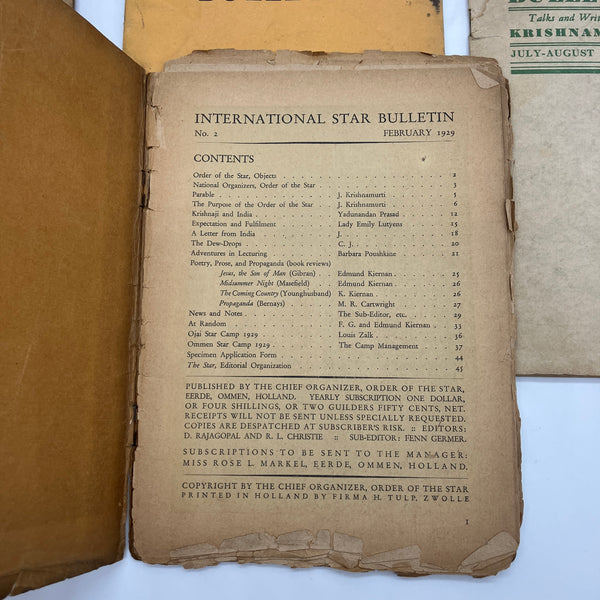 BULLE
Talks and Writ
KRISHNAM
JULY-AUGUST
INTERNATIONAL STAR BULLETIN
No. 2 FEBRUARY 1929
CONTENTS
Order of the Star, Objects . . . . . . . . . . . 2
National Organizers, Order of the Star . . . . . . . . . . . 3
Parable . . . . . J. Krishnamurti . . . . . 5
The Purpose of the Order of the Star . J. Krishnamurti . . . . . 6
Krishnaji and India . . . . . Yadunandan Prasad . . . . 12
Expectation and Fulfilment . . . . Lady Emily Lutyens . . . . 15
A Letter from India . . . . . J. . . . . . 18
The Dew-Drops . . . . . C. J. . . . . . 20
Adventures in Lecturing . . . . . Barbara Poushkine . . . . 21
Poetry, Prose, and Propaganda (book reviews)
Jesus, the Son of Man (Gibran) . Edmund Kiernan . . . . 25
Midsummer Night (Masefield) . . Edmund Kiernan . . . . 26
The Coming Country (Younghusband) K. Kiernan . . . . 26
Propaganda (Bernays) . . . M. R. Cartwright . . . . 27
News and Notes . . . . . The Sub-Editor, etc. . . . . 29
At Random . . . . . F. G. and Edmund Kiernan . . 33
Ojai Star Camp 1929 . . . . . Louis Zalk . . . . 36
Ommen Star Camp 1929 . . . . . The Camp Management . . . 37
Specimen Application Form . . . . . . . . . . . 44
The Star, Editorial Organization . . . . . . . . . . . 45
PUBLISHED BY THE CHIEF ORGANIZER, ORDER OF THE STAR,
EERDE, OMMEN, HOLLAND. YEARLY SUBSCRIPTION ONE DOLLAR,
OR FOUR SHILLINGS, OR TWO GUILDERS FIFTY CENTS, NET.
RECEIPTS WILL NOT BE SENT UNLESS SPECIALLY REQUESTED.
COPIES ARE DESPATCHED AT SUBSCRIBER'S RISK. :: EDITORS:
D. RAJAGOPAL AND R. L. CHRISTIE :: SUB-EDITOR: FENN GERMER.
SUBSCRIPTIONS TO BE SENT TO THE MANAGER:
MISS ROSE L. MARKEL, EERDE, OMMEN, HOLLAND.
COPYRIGHT BY THE CHIEF ORGANIZER, ORDER OF THE STAR
PRINTED IN HOLLAND BY FIRMA H. TULP, ZWOLLE
1